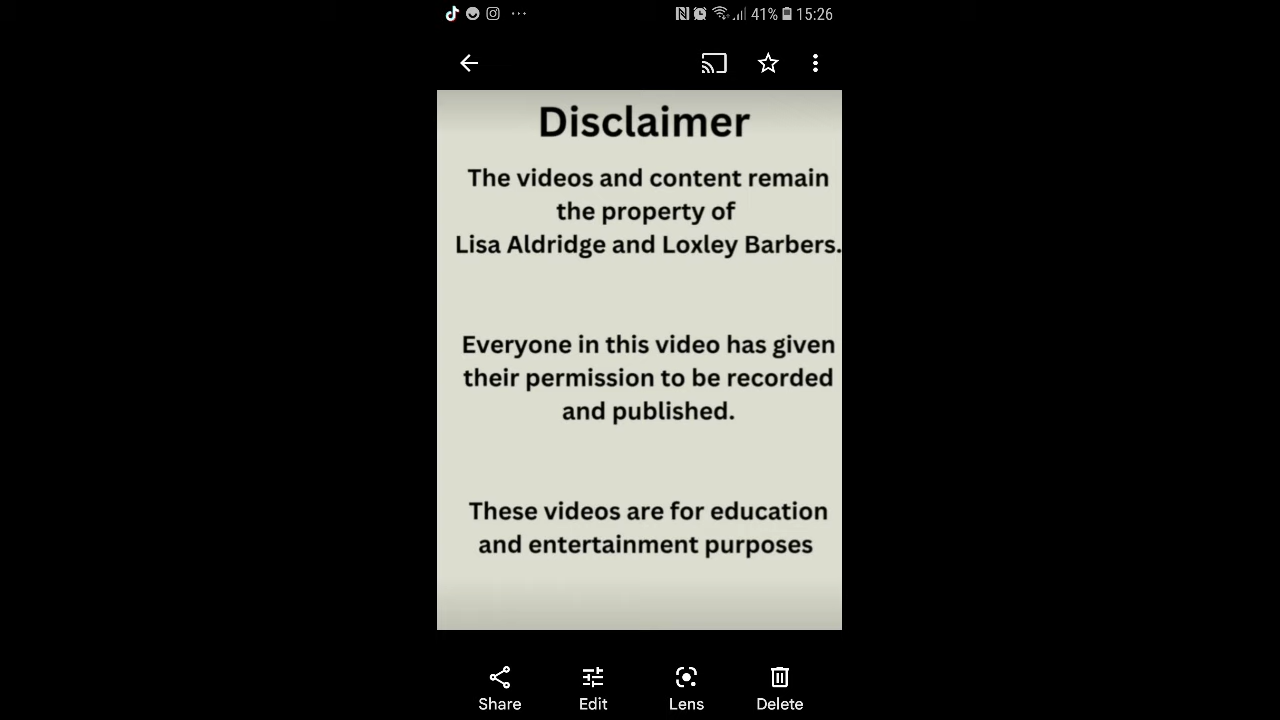 41% 15:26
Disclaimer
The videos and content remain
the property of
Lisa Aldridge and Loxley Barbers.
Everyone in this video has given
their permission to be recorded
and published.
These videos are for education
and entertainment purposes
Share Edit Lens Delete